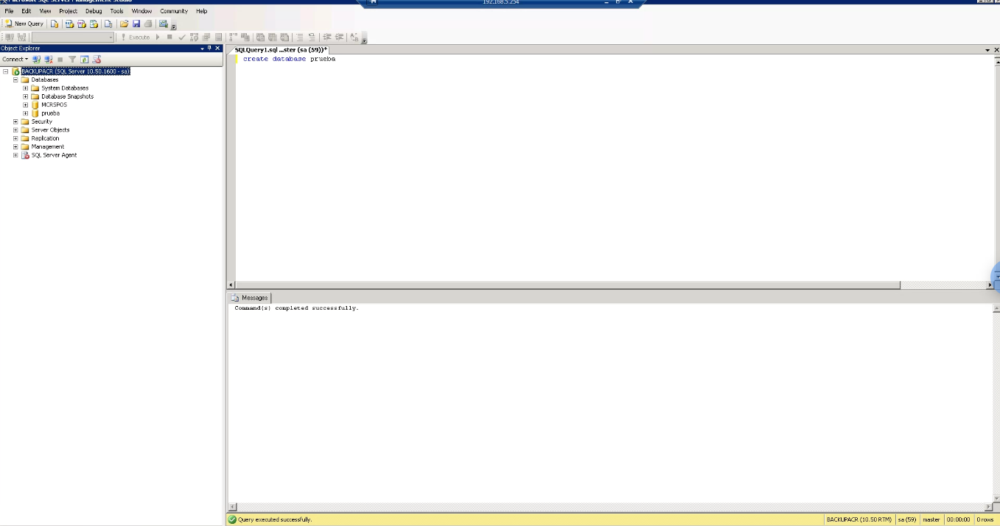 Microsoft SQL Server Management Studio
192.168.5.254
File Edit View Project Debug Tools Window Community Help
New Query
Execute
Object Explorer
SQLQuery1.sql ...ster (sa (59))*
Connect
create database prueba
BACKUPACR (SQL Server 10.50.1600 - sa)
Databases
System Databases
Database Snapshots
MCRSPOS
prueba
Security
Server Objects
Replication
Management
SQL Server Agent
Messages
Command(s) completed successfully.
Query executed successfully.
BACKUPACR (10.50 RTM) sa (59) master 00:00:00 0 rows